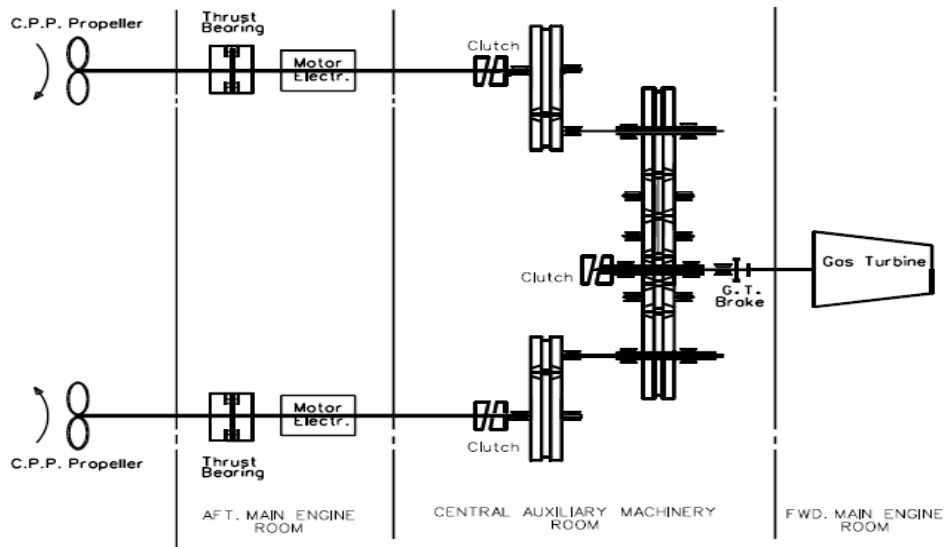 C.P.P. Propeller
Thrust
Bearing
Motor
Electr.
Clutch
Clutch
G.T.
Brake
Gas Turbine
Motor
Electr.
Clutch
C.P.P. Propeller
Thrust
Bearing
AFT. MAIN ENGINE
ROOM
CENTRAL AUXILIARY MACHINERY
ROOM
FWD. MAIN ENGINE
ROOM